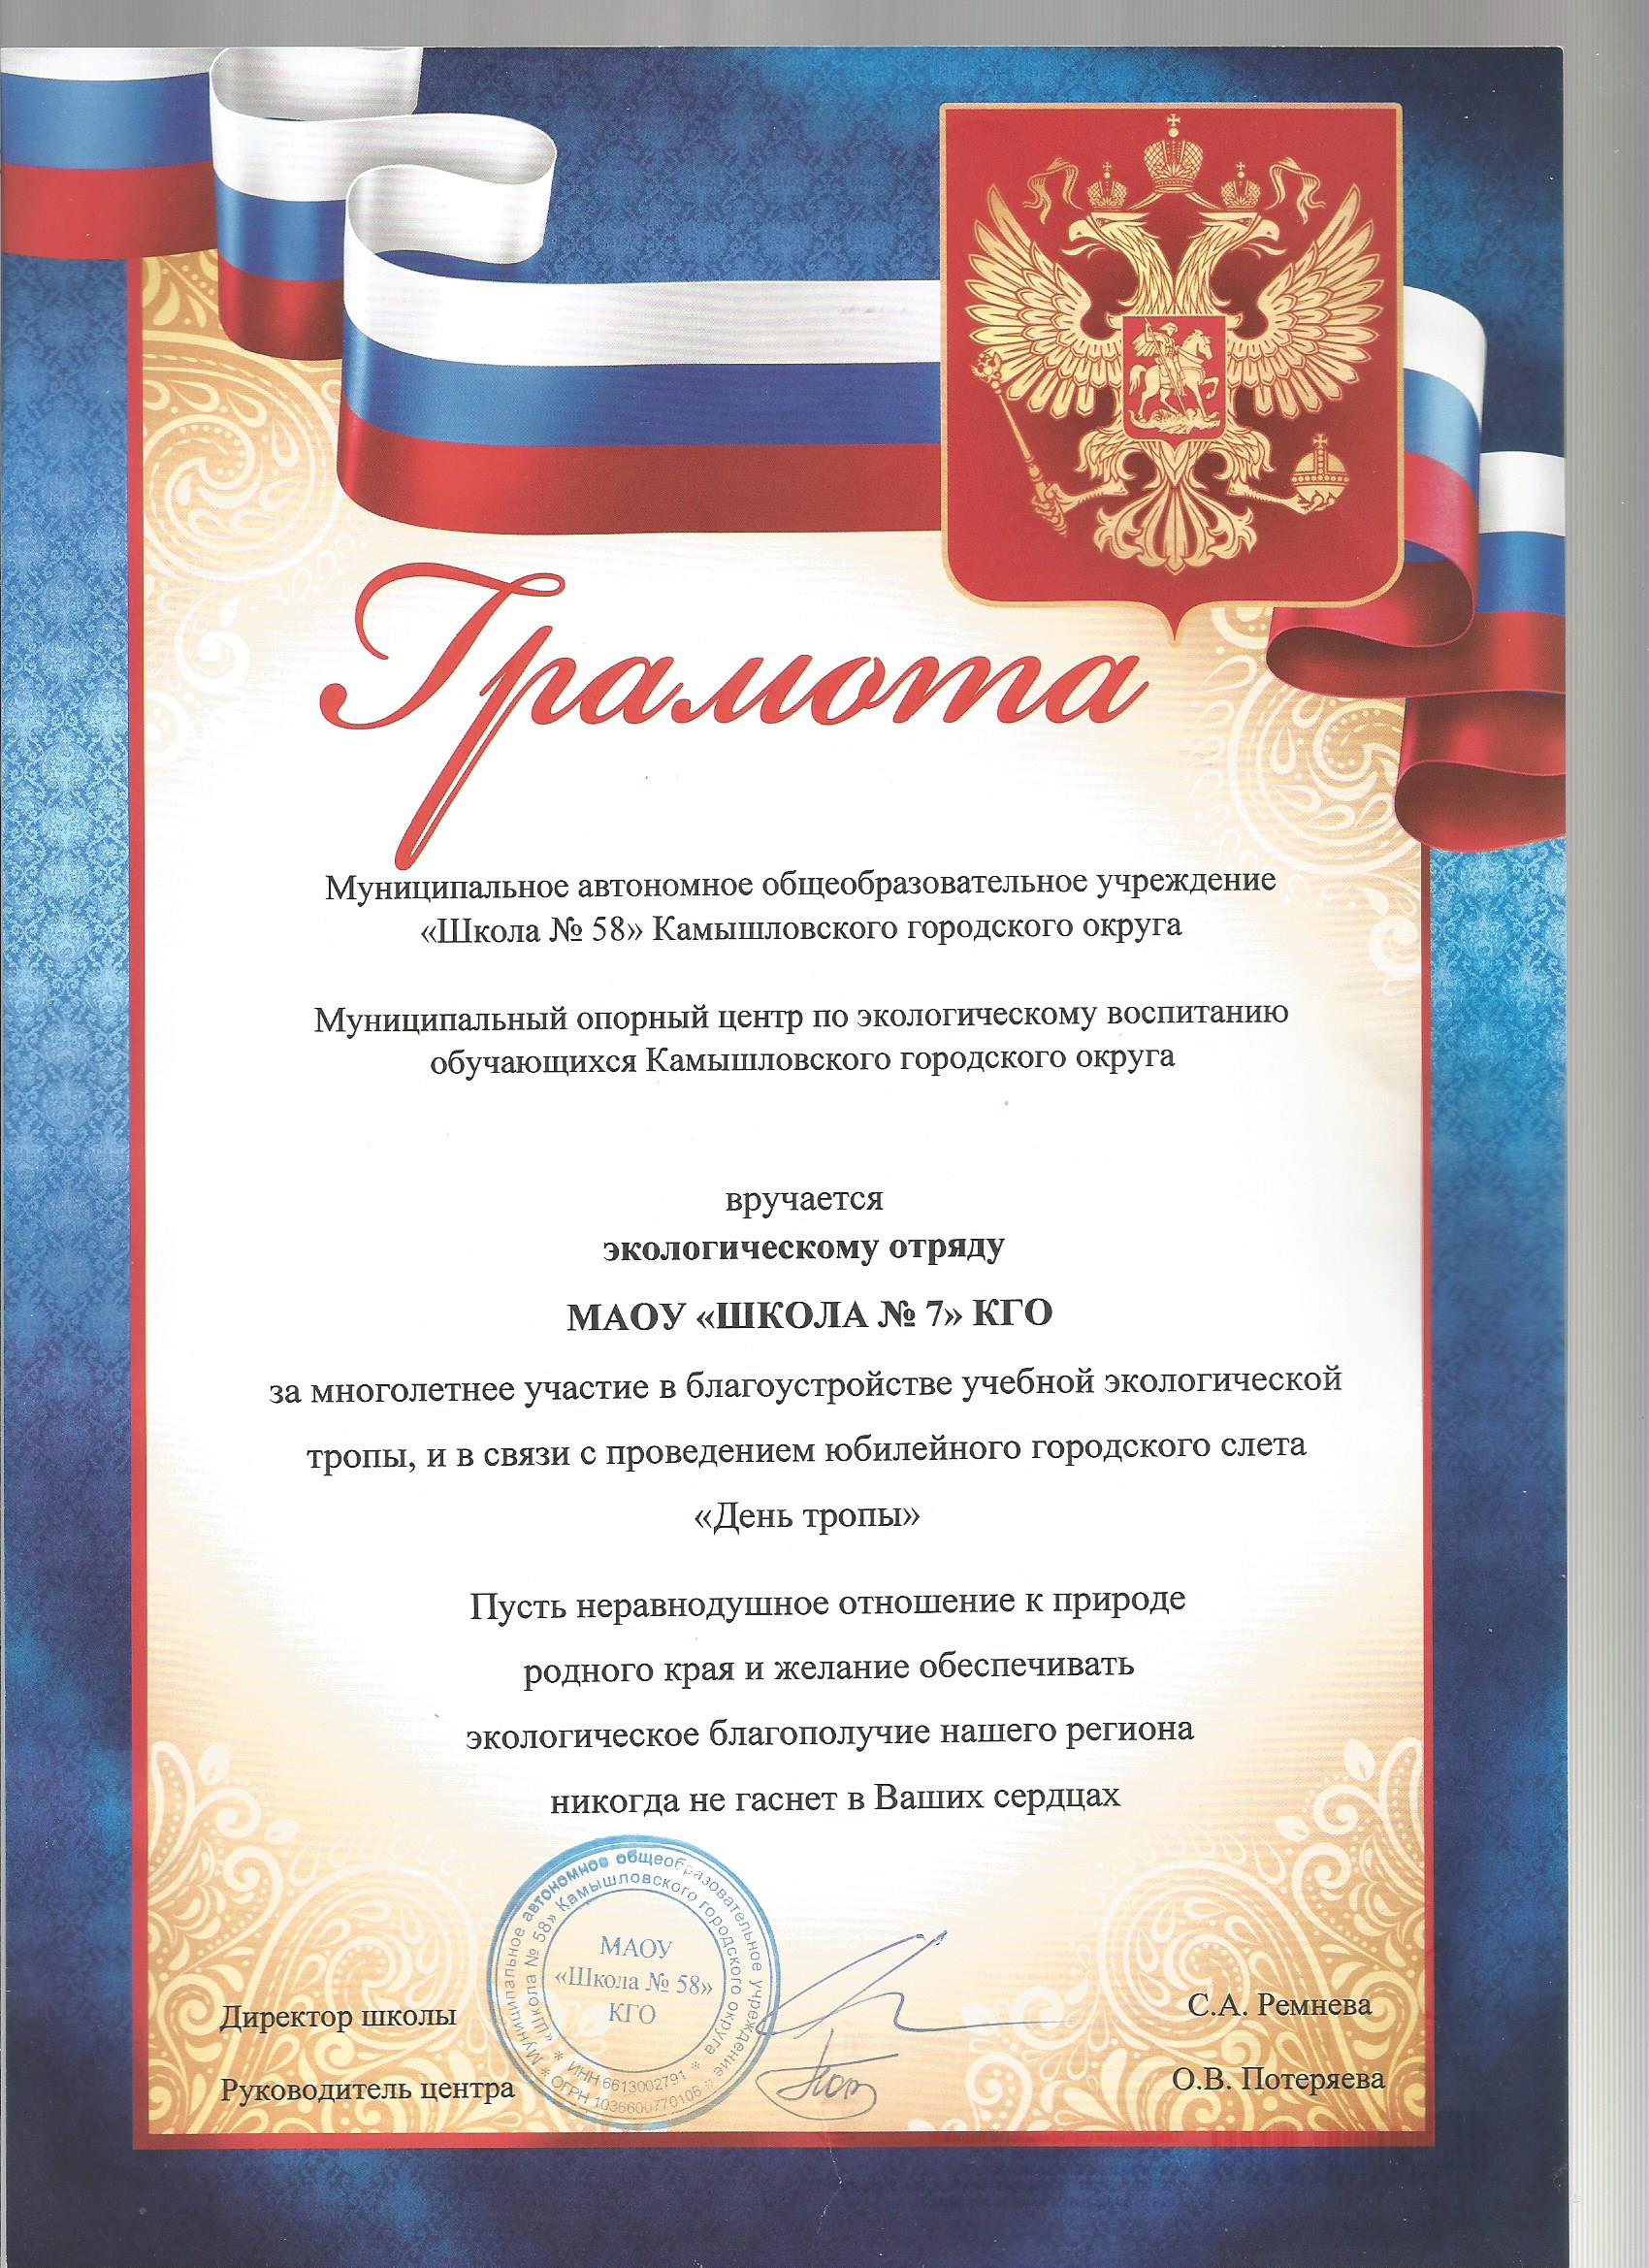 Грамота
Муниципальное автономное общеобразовательное учреждение
«Школа № 58» Камышловского городского округа
Муниципальный опорный центр по экологическому воспитанию
обучающихся Камышловского городского округа
вручается
экологическому отряду
МАОУ «ШКОЛА № 7» КГО
за многолетнее участие в благоустройстве учебной экологической
тропы, и в связи с проведением юбилейного городского слета
«День тропы»
Пусть неравнодушное отношение к природе
родного края и желание обеспечивать
экологическое благополучие нашего региона
никогда не гаснет в Ваших сердцах
Муниципальное автономное общеобразовательное учреждение
«Школа № 58» Камышловского городского округа
МАОУ
«Школа № 58»
КГО
* ИНН 6613002791 *
* ОГРН 1036600770105 *
Директор школы
С.А. Ремнева
Руководитель центра
О.В. Потеряева